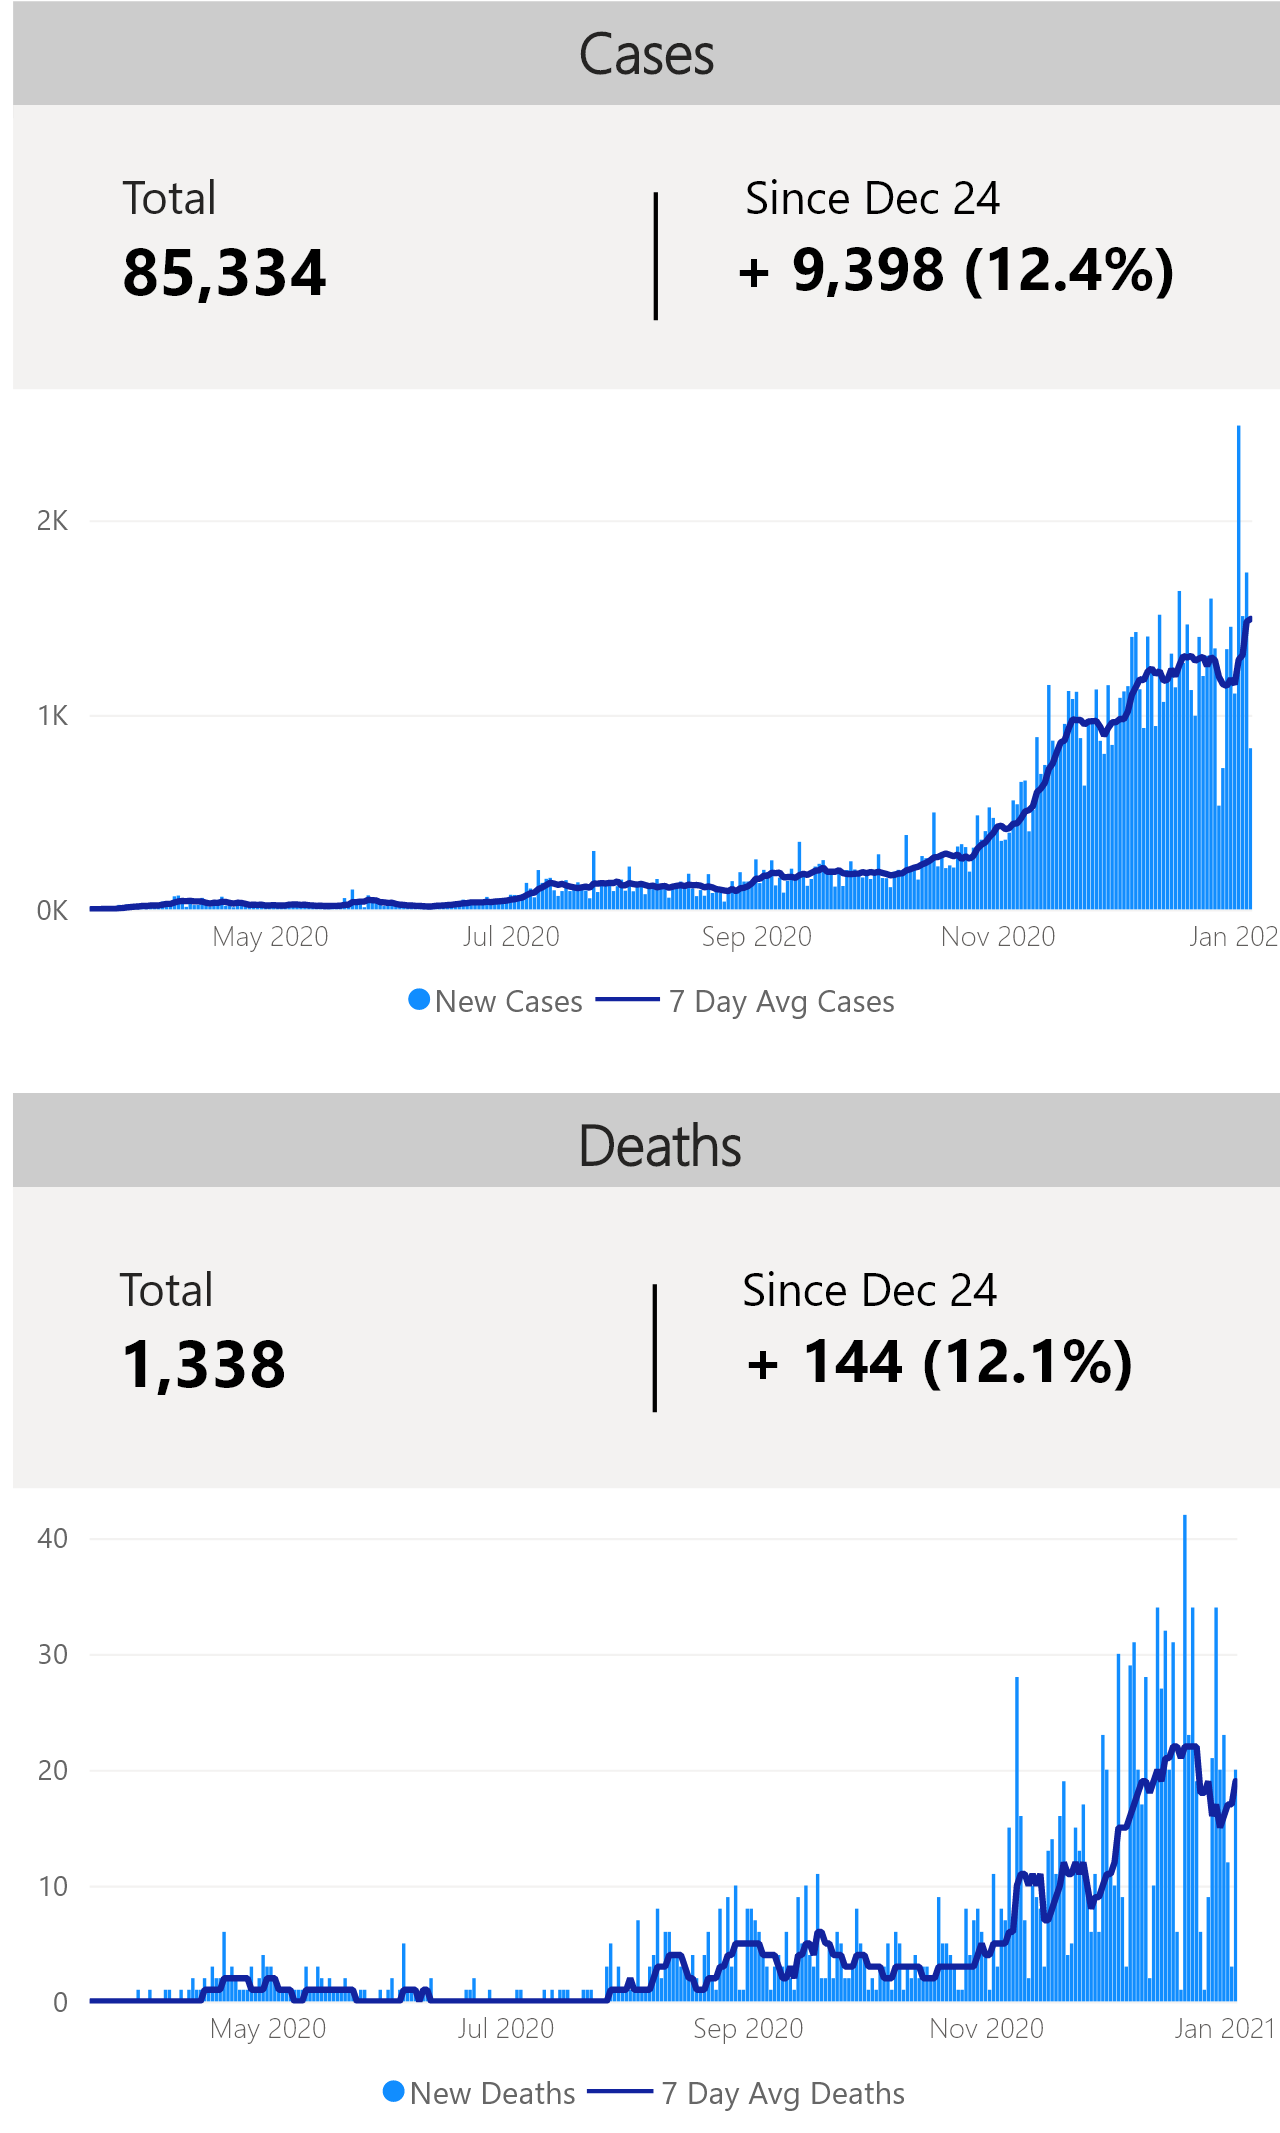 Cases
Total
Since Dec 24
85,334
+ 9,398 (12.4%)
2K
1K
0K
May 2020 Jul 2020 Sep 2020 Nov 2020 Jan 202
New Cases 7 Day Avg Cases
Deaths
Total
Since Dec 24
1,338
+ 144 (12.1%)
40
30
20
10
0
May 2020 Jul 2020 Sep 2020 Nov 2020 Jan 2021
New Deaths 7 Day Avg Deaths